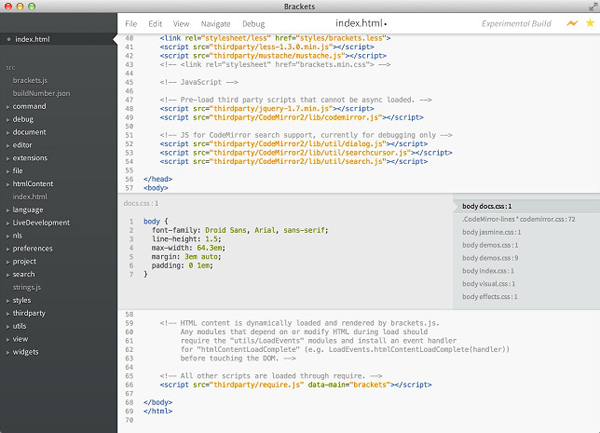 Brackets
index.html
File Edit View Navigate Debug
index.html •
Experimental Build
src
brackets.js
buildNumber.json
command
debug
document
editor
extensions
file
htmlContent
index.html
language
LiveDevelopment
nls
preferences
project
search
strings.js
styles
thirdparty
utils
view
widgets
40 <link rel="stylesheet/less" href="styles/brackets.less">
41 <script src="thirdparty/less-1.3.0.min.js"></script>
42 <script src="thirdparty/mustache/mustache.js"></script>
43 <!-- <link rel="stylesheet" href="brackets.min.css"> -->
44
45 <!-- JavaScript -->
46
47 <!-- Pre-load third party scripts that cannot be async loaded. -->
48 <script src="thirdparty/jquery-1.7.min.js"></script>
49 <script src="thirdparty/CodeMirror2/lib/codemirror.js"></script>
50
51 <!-- JS for CodeMirror search support, currently for debugging only -->
52 <script src="thirdparty/CodeMirror2/lib/util/dialog.js"></script>
53 <script src="thirdparty/CodeMirror2/lib/util/searchcursor.js"></script>
54 <script src="thirdparty/CodeMirror2/lib/util/search.js"></script>
55
56 </head>
57 <body>
docs.css : 1
1 body {
2 font-family: Droid Sans, Arial, sans-serif;
3 line-height: 1.5;
4 max-width: 64.3em;
5 margin: 3em auto;
6 padding: 0 1em;
7 }
body docs.css : 1
.CodeMirror-lines * codemirror.css : 72
body jasmine.css : 1
body demos.css : 1
body demos.css : 9
body index.css : 1
body visual.css : 1
body effects.css : 1
58
59 <!-- HTML content is dynamically loaded and rendered by brackets.js.
60 Any modules that depend on or modify HTML during load should
61 require the "utils/LoadEvents" modules and install an event handler
62 for "htmlContentLoadComplete" (e.g. LoadEvents.htmlContentLoadComplete(handler))
63 before touching the DOM. -->
64
65 <!-- All other scripts are loaded through require. -->
66 <script src="thirdparty/require.js" data-main="brackets"></script>
67
68 </body>
69 </html>
70